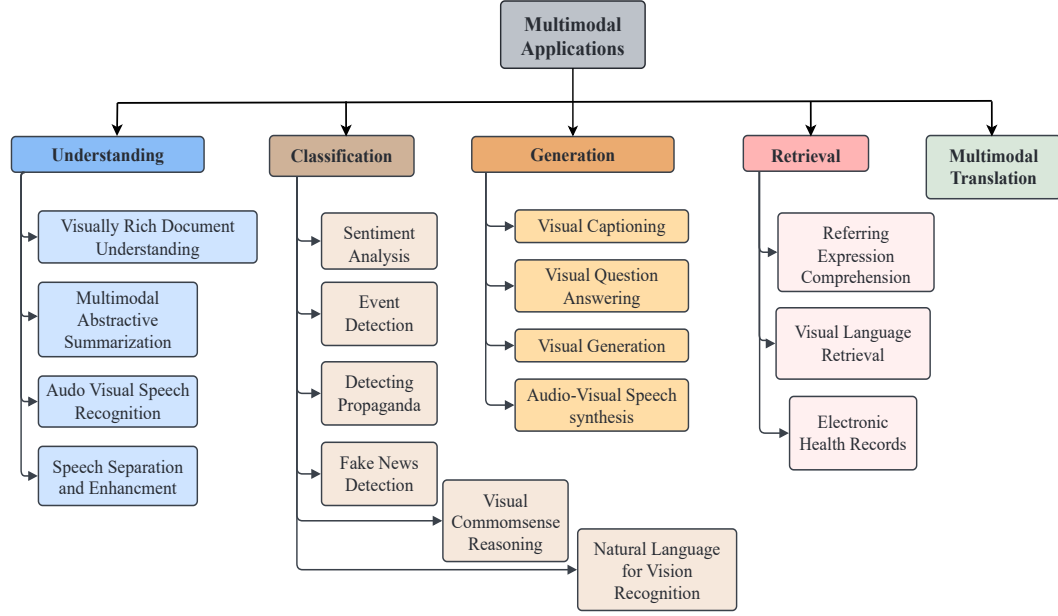 Multimodal
Applications
Understanding
Classification
Generation
Retrieval
Multimodal
Translation
Visually Rich Document
Understanding
Multimodal
Abstractive
Summarization
Audo Visual Speech
Recognition
Speech Separation
and Enhancment
Sentiment
Analysis
Event
Detection
Detecting
Propaganda
Fake News
Detection
Visual
Commomsense
Reasoning
Natural Language
for Vision
Recognition
Visual Captioning
Visual Question
Answering
Visual Generation
Audio-Visual Speech
synthesis
Referring
Expression
Comprehension
Visual Language
Retrieval
Electronic
Health Records